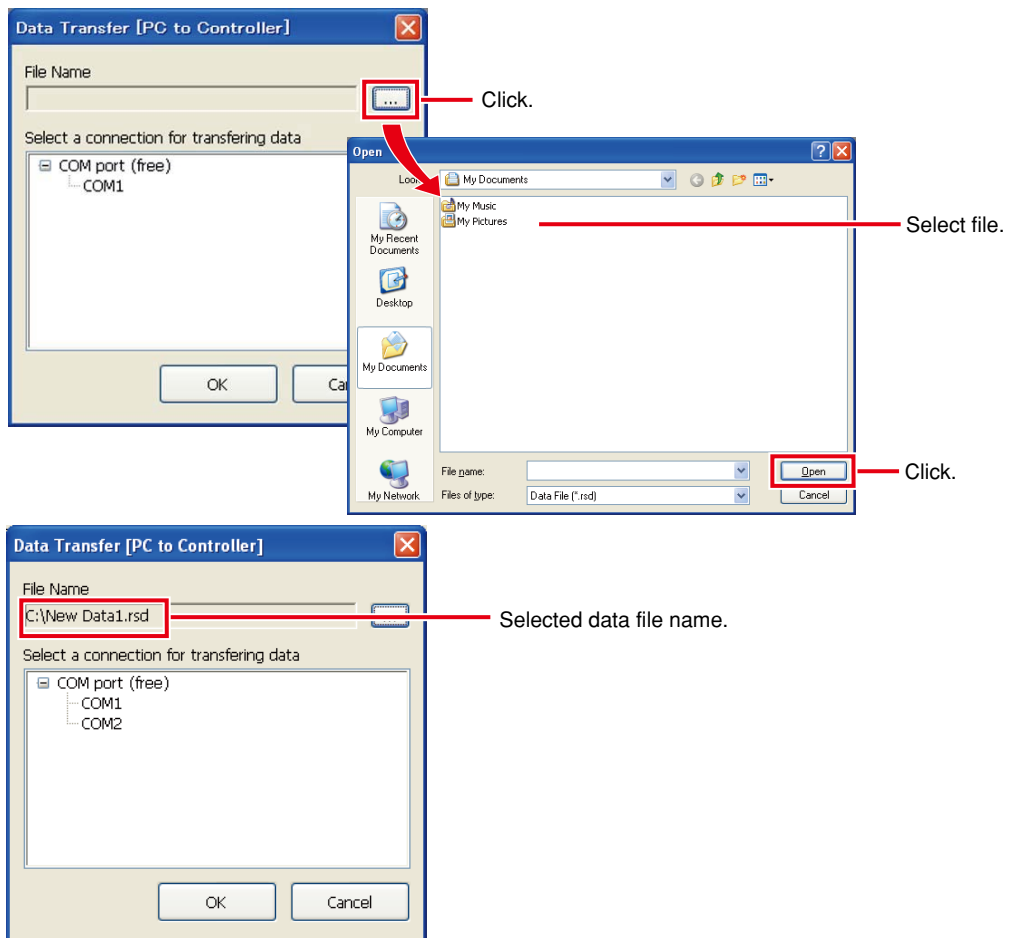 Data Transfer [PC to Controller]
File Name
...
Click.
Select a connection for transfering data
COM port (free)
COM1
OK
Ca
Open
Loo
My Documents
My Music
My Pictures
Select file.
My Recent
Documents
Desktop
My Documents
My Computer
My Network
File name:
Open
Click.
Files of type:
Data File (*.rsd)
Cancel
Data Transfer [PC to Controller]
File Name
C:\New Data1.rsd
...
Selected data file name.
Select a connection for transfering data
COM port (free)
COM1
COM2
OK
Cancel